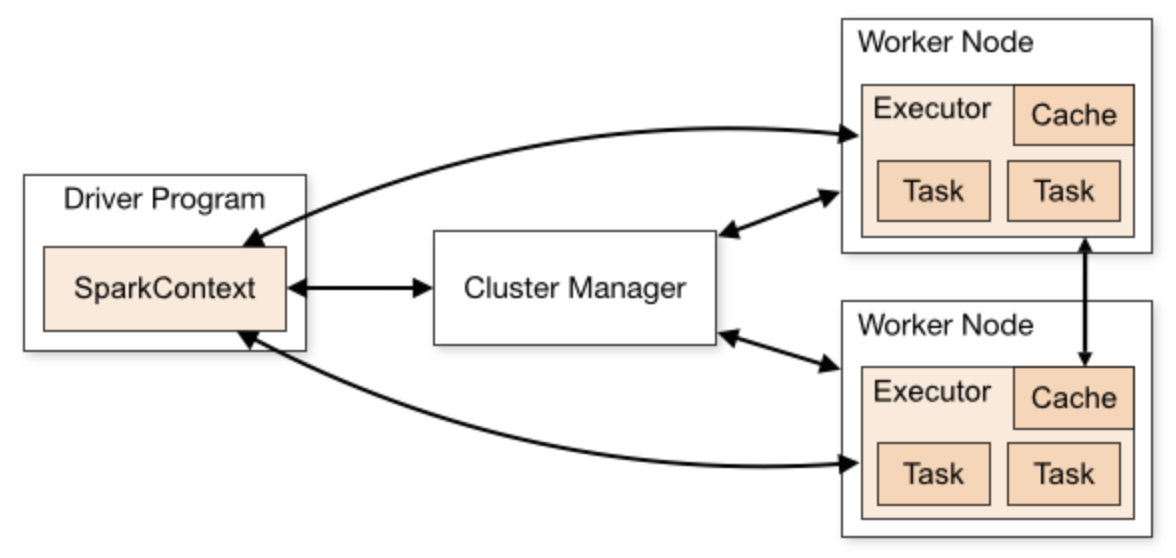 Driver Program
SparkContext
Cluster Manager
Worker Node
Executor
Cache
Task
Task
Worker Node
Executor
Cache
Task
Task